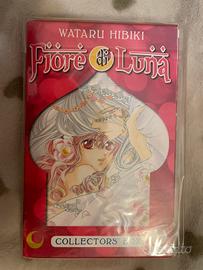 WATARU HIBIKI
Fiore di Luna
COLLECTORS